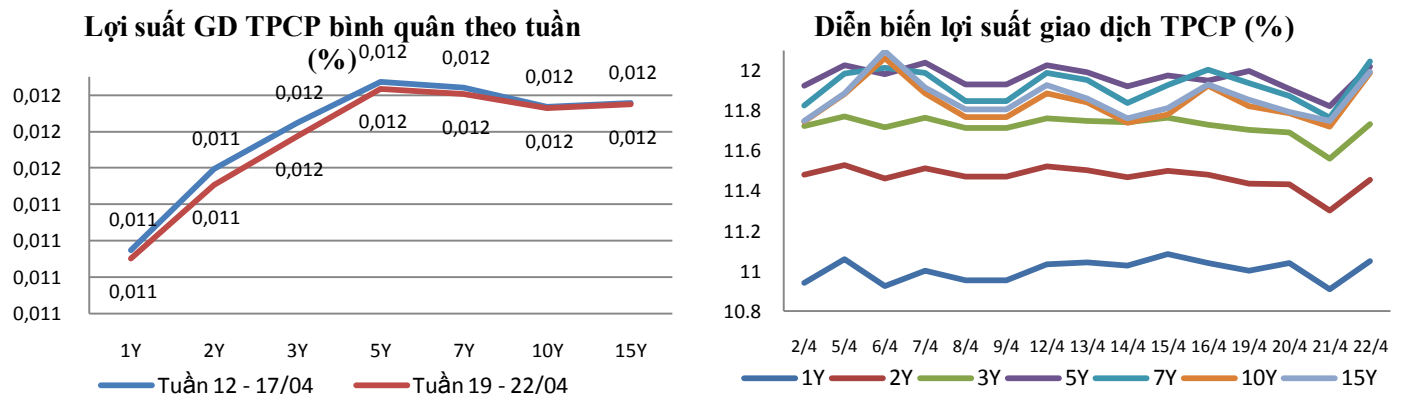 Lợi suất GD TPCP bình quân theo tuần
(%)
0,012
0,012
0,012
0,011
0,011
0,011
0,011
0,011
0,011
0,012
0,011
0,012
0,012
0,012
0,012
0,011
0,011
0,012
0,012
0,012
0,012
0,012
1Y
2Y
3Y
5Y
7Y
10Y
15Y
Tuần 12 - 17/04
Tuần 19 - 22/04
Diễn biến lợi suất giao dịch TPCP (%)
12
11.8
11.6
11.4
11.2
11
10.8
2/4 5/4 6/4 7/4 8/4 9/4 12/4 13/4 14/4 15/4 16/4 19/4 20/4 21/4 22/4
1Y 2Y 3Y 5Y 7Y 10Y 15Y